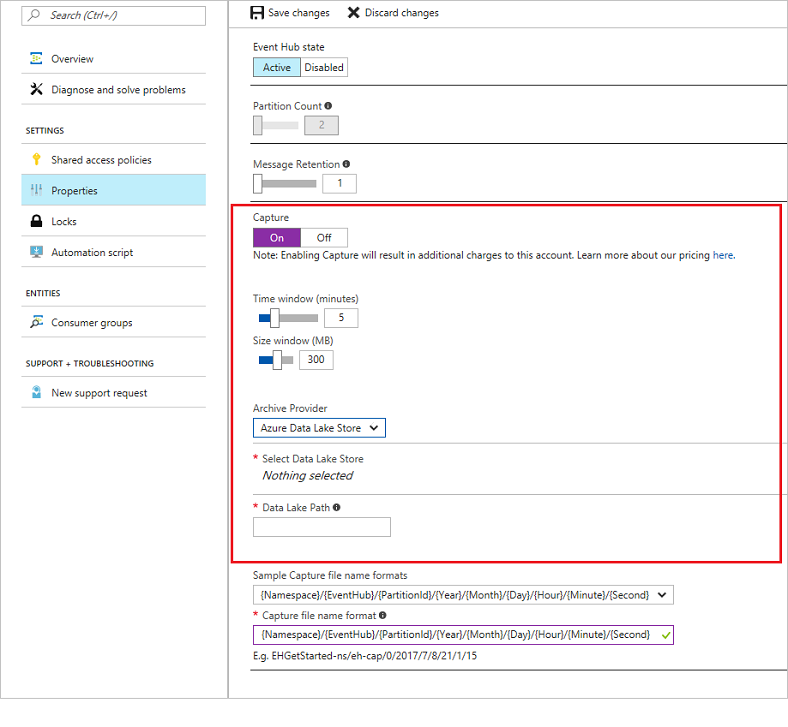 Search (Ctrl+/)
Overview
Diagnose and solve problems
SETTINGS
Shared access policies
Properties
Locks
Automation script
ENTITIES
Consumer groups
SUPPORT + TROUBLESHOOTING
New support request
Save changes Discard changes
Event Hub state
Active Disabled
Partition Count
2
Message Retention
1
Capture
On Off
Note: Enabling Capture will result in additional charges to this account. Learn more about our pricing here.
Time window (minutes)
5
Size window (MB)
300
Archive Provider
Azure Data Lake Store
* Select Data Lake Store
Nothing selected
* Data Lake Path
Sample Capture file name formats
{Namespace}/{EventHub}/{PartitionId}/{Year}/{Month}/{Day}/{Hour}/{Minute}/{Second}
* Capture file name format
{Namespace}/{EventHub}/{PartitionId}/{Year}/{Month}/{Day}/{Hour}/{Minute}/{Second}
E.g. EHGetStarted-ns/eh-cap/0/2017/7/8/21/1/15